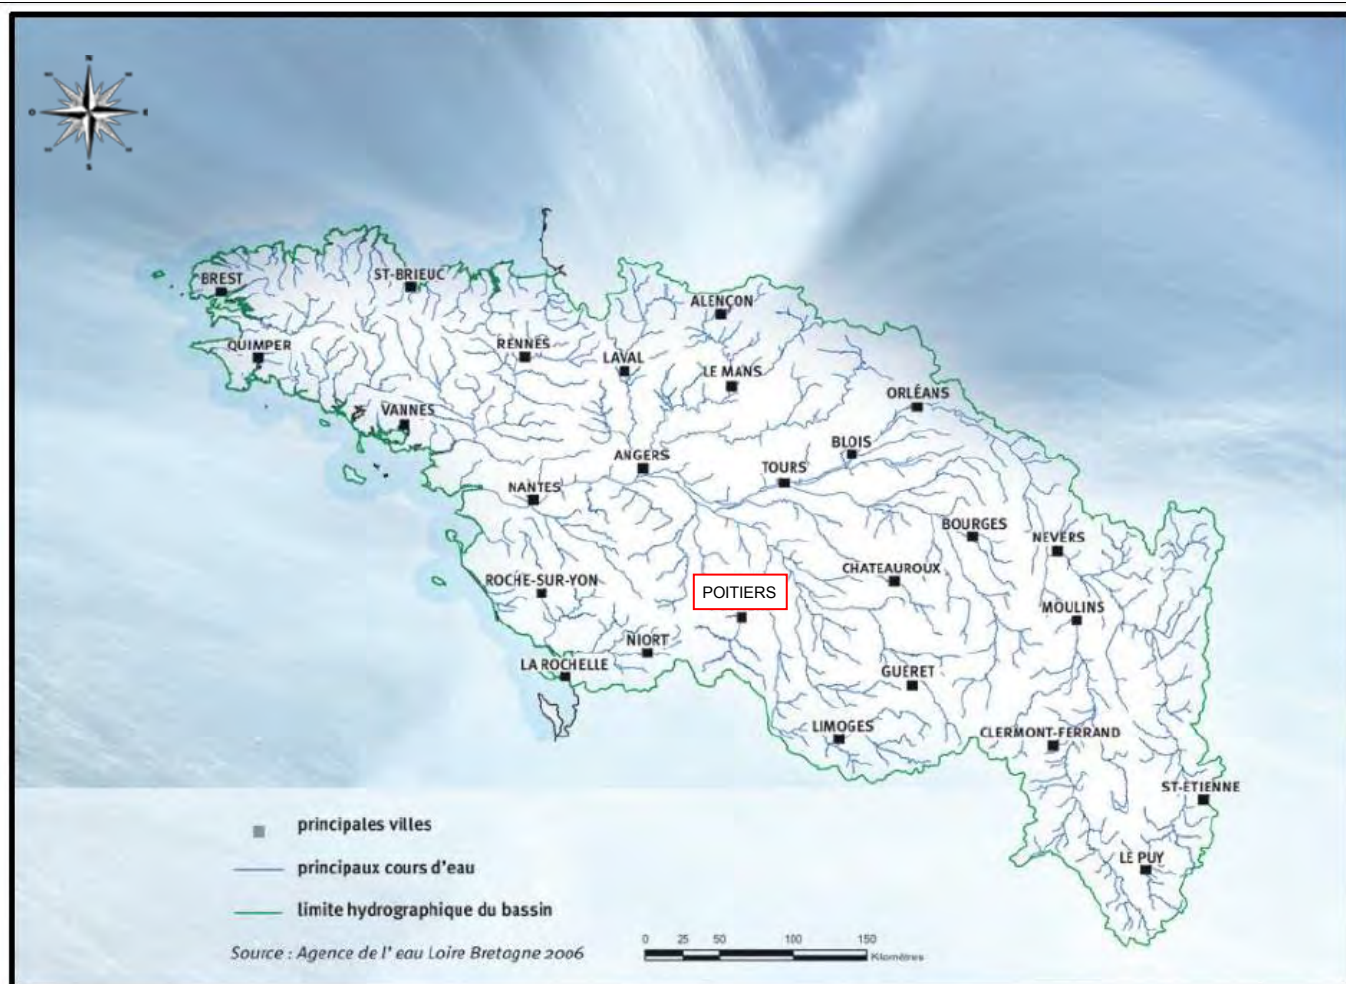 BREST
ST-BRIEUC
ALENÇON
QUIMPER
RENNES
LAVAL
LE MANS
ORLÉANS
VANNES
BLOIS
ANGERS
TOURS
NANTES
BOURGES
NEVERS
CHATEAUROUX
ROCHE-SUR-YON
POITIERS
MOULINS
NIORT
LA ROCHELLE
GUÉRET
LIMOGES
CLERMONT-FERRAND
ST-ETIENNE
LE PUY
principales villes
principaux cours d'eau
limite hydrographique du bassin
Source : Agence de l' eau Loire Bretagne 2006
0 25 50 100 150
Kilomètres